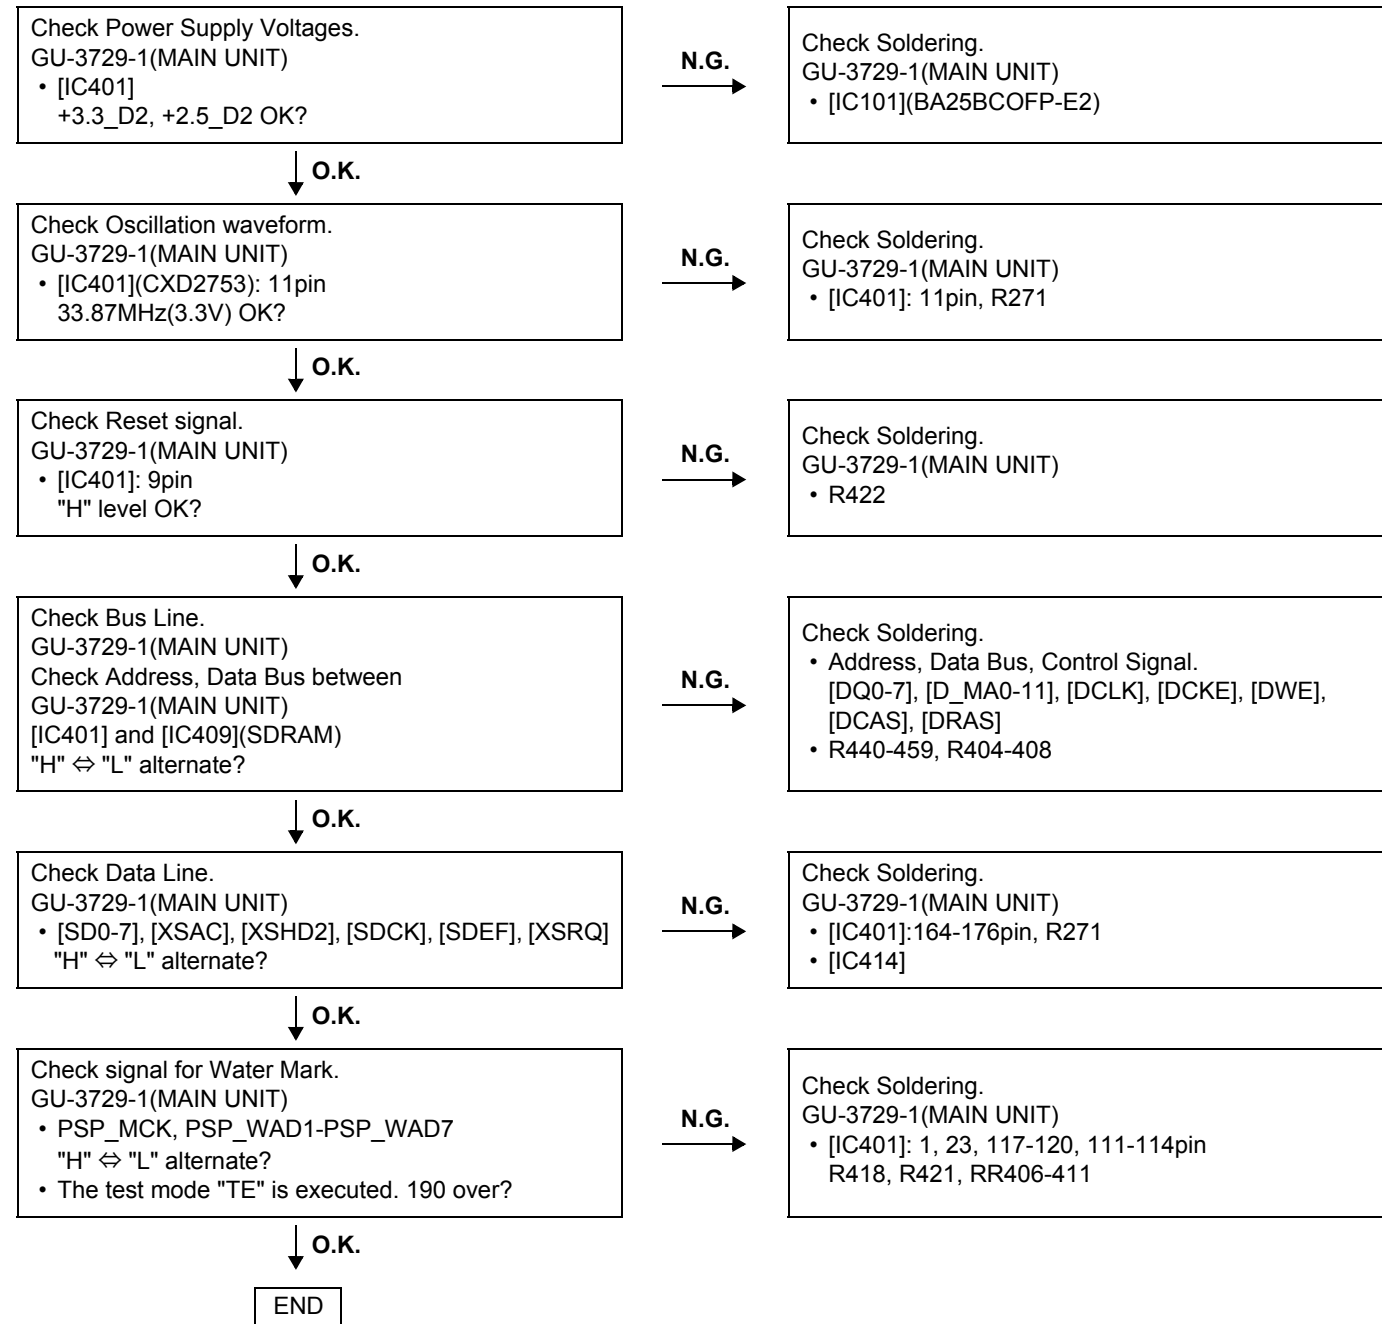 Check Power Supply Voltages.
GU-3729-1(MAIN UNIT)
• [IC401]
+3.3_D2, +2.5_D2 OK?
N.G.
Check Soldering.
GU-3729-1(MAIN UNIT)
• [IC101](BA25BCOFP-E2)
O.K.
Check Oscillation waveform.
GU-3729-1(MAIN UNIT)
• [IC401](CXD2753): 11pin
33.87MHz(3.3V) OK?
N.G.
Check Soldering.
GU-3729-1(MAIN UNIT)
• [IC401]: 11pin, R271
O.K.
Check Reset signal.
GU-3729-1(MAIN UNIT)
• [IC401]: 9pin
"H" level OK?
N.G.
Check Soldering.
GU-3729-1(MAIN UNIT)
• R422
O.K.
Check Bus Line.
GU-3729-1(MAIN UNIT)
Check Address, Data Bus between
GU-3729-1(MAIN UNIT)
[IC401] and [IC409](SDRAM)
"H" ⇔ "L" alternate?
N.G.
Check Soldering.
• Address, Data Bus, Control Signal.
[DQ0-7], [D_MA0-11], [DCLK], [DCKE], [DWE],
[DCAS], [DRAS]
• R440-459, R404-408
O.K.
Check Data Line.
GU-3729-1(MAIN UNIT)
• [SD0-7], [XSAC], [XSHD2], [SDCK], [SDEF], [XSRQ]
"H" ⇔ "L" alternate?
N.G.
Check Soldering.
GU-3729-1(MAIN UNIT)
• [IC401]:164-176pin, R271
• [IC414]
O.K.
Check signal for Water Mark.
GU-3729-1(MAIN UNIT)
• PSP_MCK, PSP_WAD1-PSP_WAD7
"H" ⇔ "L" alternate?
• The test mode "TE" is executed. 190 over?
N.G.
Check Soldering.
GU-3729-1(MAIN UNIT)
• [IC401]: 1, 23, 117-120, 111-114pin
R418, R421, RR406-411
O.K.
END